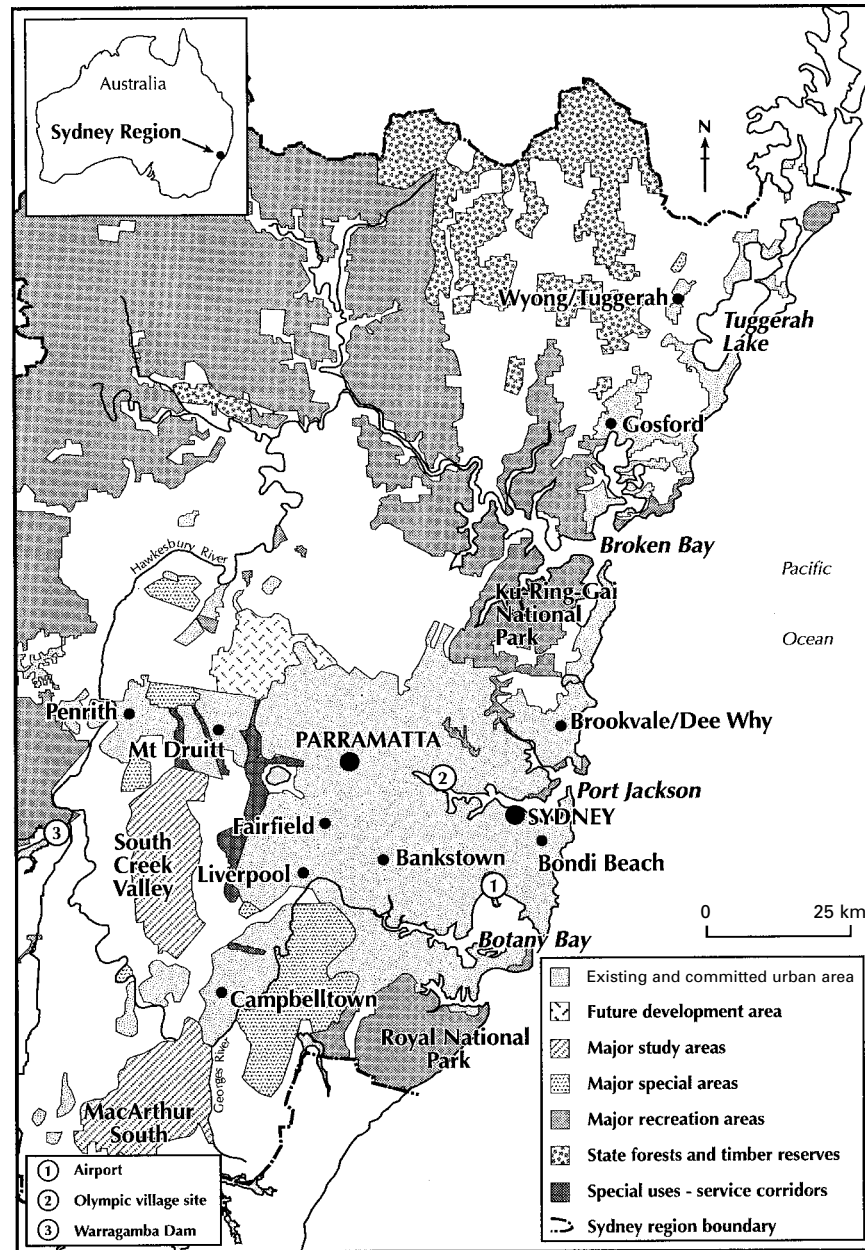 Australia
Sydney Region
N
Wyong/Tuggerah
Tuggerah
Lake
Gosford
Broken Bay
Pacific
Ocean
Hawkesbury River
Ku-Ring-Gai
National
Park
Penrith
Mt Druitt
PARRAMATTA
Brookvale/Dee Why
2
Port Jackson
SYDNEY
3
South
Creek
Valley
Fairfield
Liverpool
Bankstown
Bondi Beach
1
Botany Bay
0 25 km
Campbelltown
Royal National
Park
Georges River
MacArthur
South
1 Airport
2 Olympic village site
3 Warragamba Dam
Existing and committed urban area
Future development area
Major study areas
Major special areas
Major recreation areas
State forests and timber reserves
Special uses - service corridors
Sydney region boundary